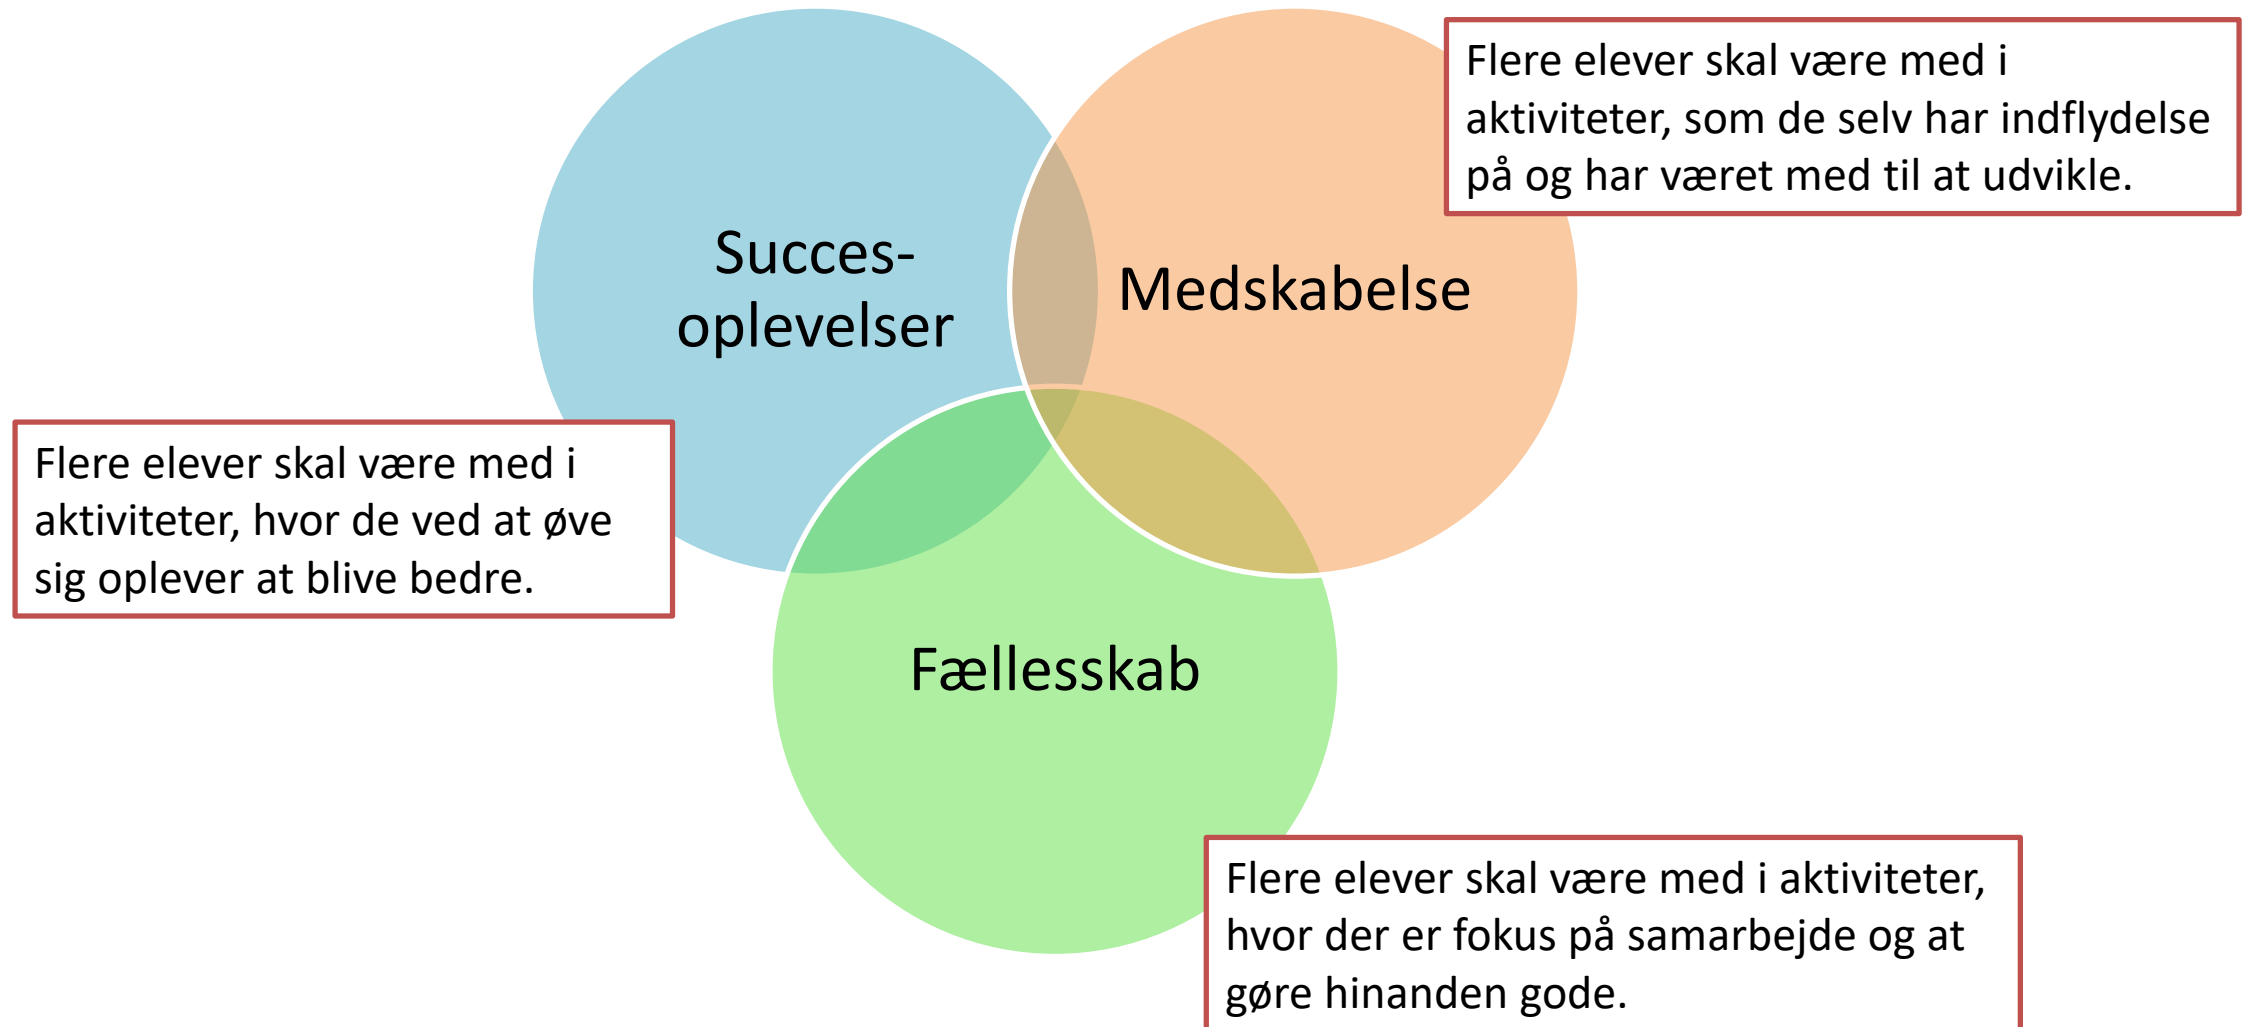 Succes-
oplevelser
Medskabelse
Flere elever skal være med i
aktiviteter, som de selv har indflydelse
på og har været med til at udvikle.
Flere elever skal være med i
aktiviteter, hvor de ved at øve
sig oplever at blive bedre.
Fællesskab
Flere elever skal være med i aktiviteter,
hvor der er fokus på samarbejde og at
gøre hinanden gode.